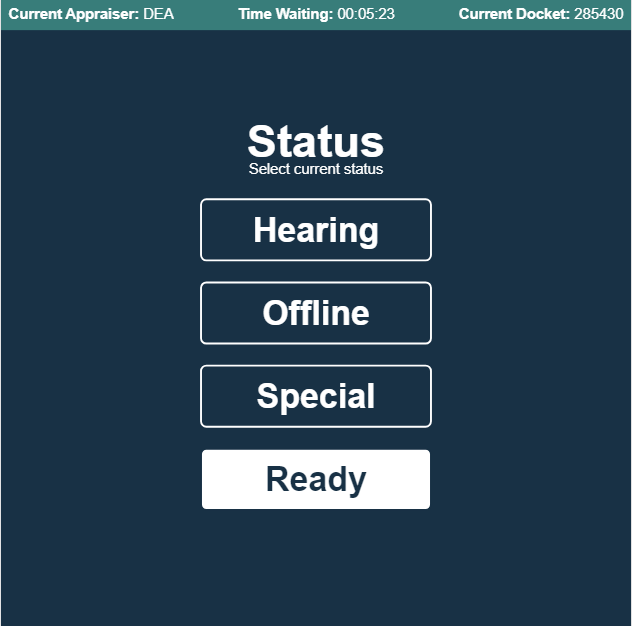 Current Appraiser: DEA Time Waiting: 00:05:23 Current Docket: 285430
Status
Select current status
Hearing
Offline
Special
Ready